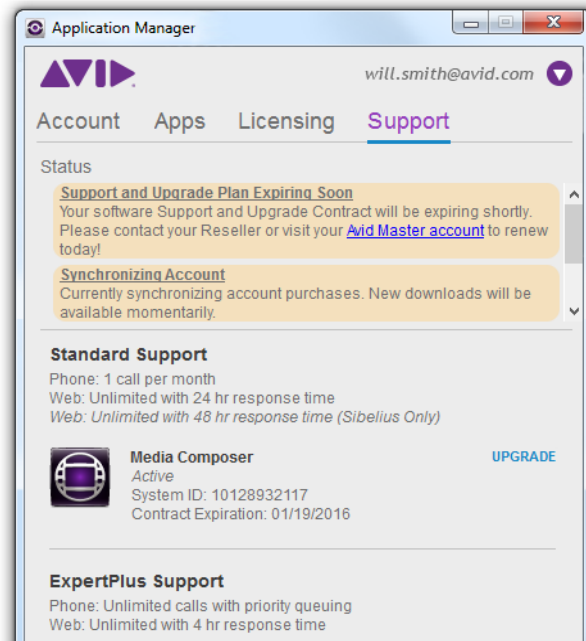 Application Manager
AVID
will.smith@avid.com
Account Apps Licensing Support
Status
Support and Upgrade Plan Expiring Soon
Your software Support and Upgrade Contract will be expiring shortly.
Please contact your Reseller or visit your Avid Master account to renew
today!
Synchronizing Account
Currently synchronizing account purchases. New downloads will be
available momentarily.
Standard Support
Phone: 1 call per month
Web: Unlimited with 24 hr response time
Web: Unlimited with 48 hr response time (Sibelius Only)
Media Composer UPGRADE
Active
System ID: 10128932117
Contract Expiration: 01/19/2016
ExpertPlus Support
Phone: Unlimited calls with priority queuing
Web: Unlimited with 4 hr response time